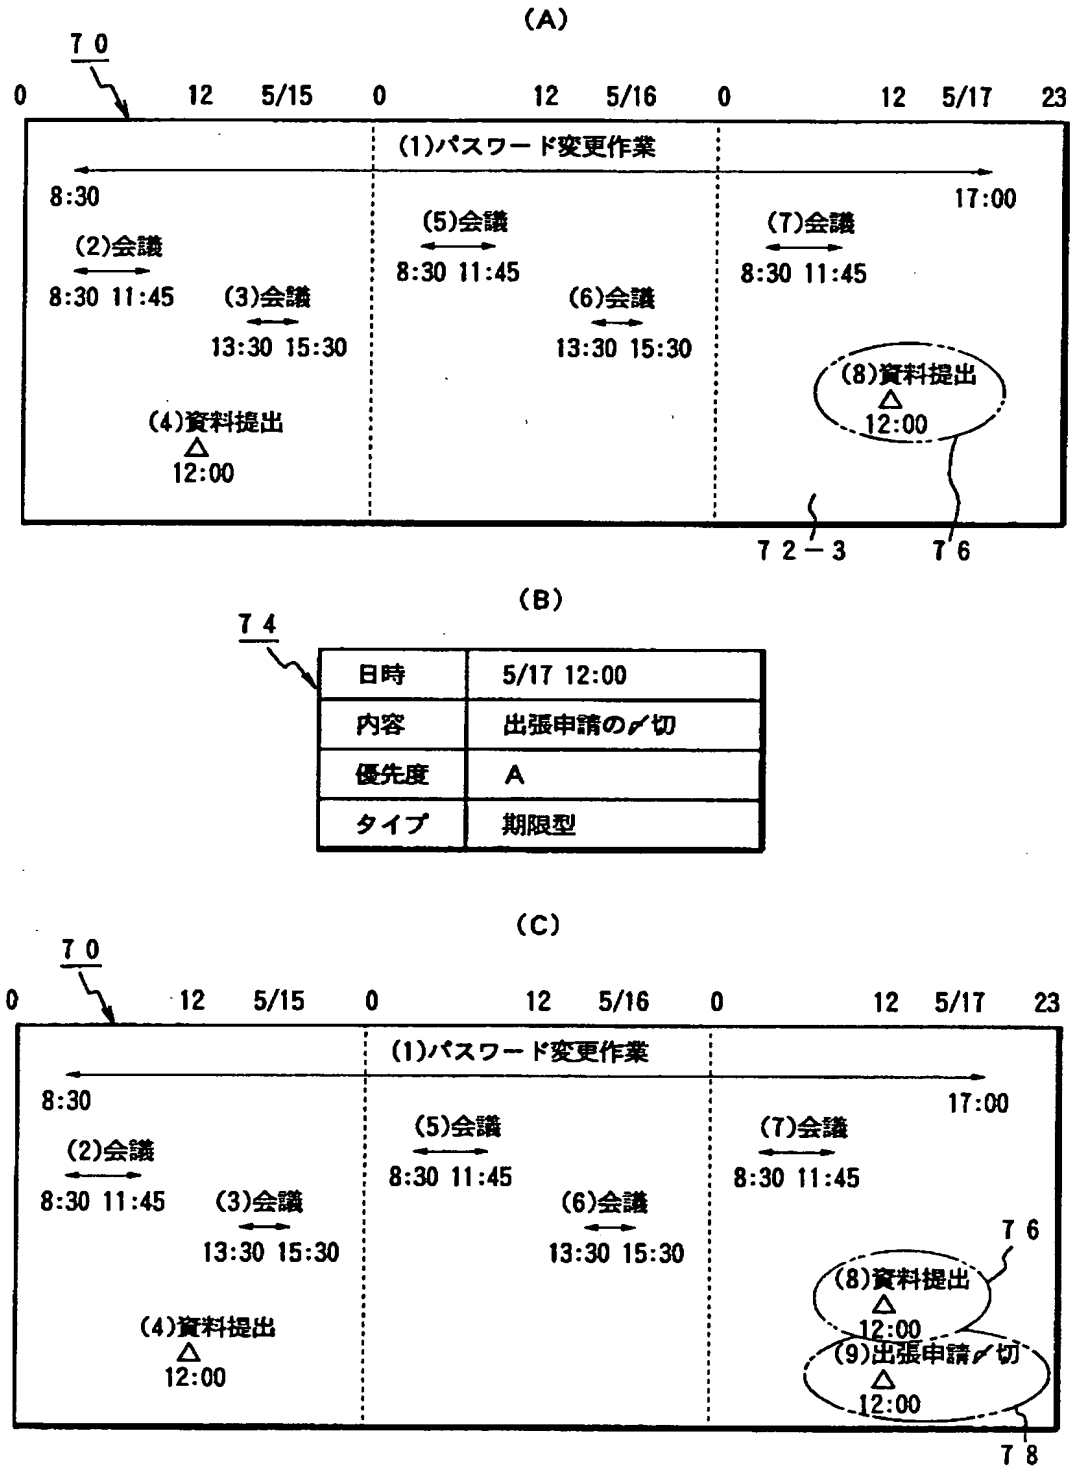 (A)
70
0 12 5/15 0 12 5/16 0 12 5/17 23
(1)パスワード変更作業
8:30 17:00
(5)会議 (7)会議
(2)会議
8:30 11:45 8:30 11:45
8:30 11:45 (3)会議 (6)会議
13:30 15:30 13:30 15:30
(8)資料提出
△
12:00
(4)資料提出
△
12:00
72-3 76
(B)
74
日時 5/17 12:00
内容 出張申請の〆切
優先度 A
タイプ 期限型
(C)
70
0 12 5/15 0 12 5/16 0 12 5/17 23
(1)パスワード変更作業
8:30 17:00
(5)会議 (7)会議
(2)会議
8:30 11:45 8:30 11:45
8:30 11:45 (3)会議 (6)会議
76
13:30 15:30 13:30 15:30
(8)資料提出
△
12:00
(4)資料提出
△
12:00
(9)出張申請〆切
△
12:00
78